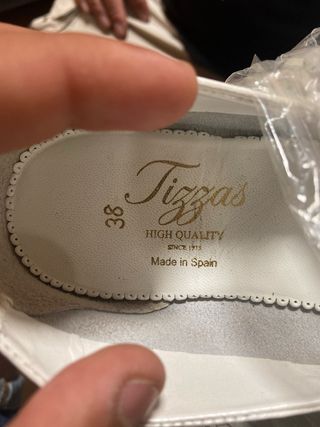 Tizzas
HIGH QUALITY
SINCE 1975
Made in Spain
38